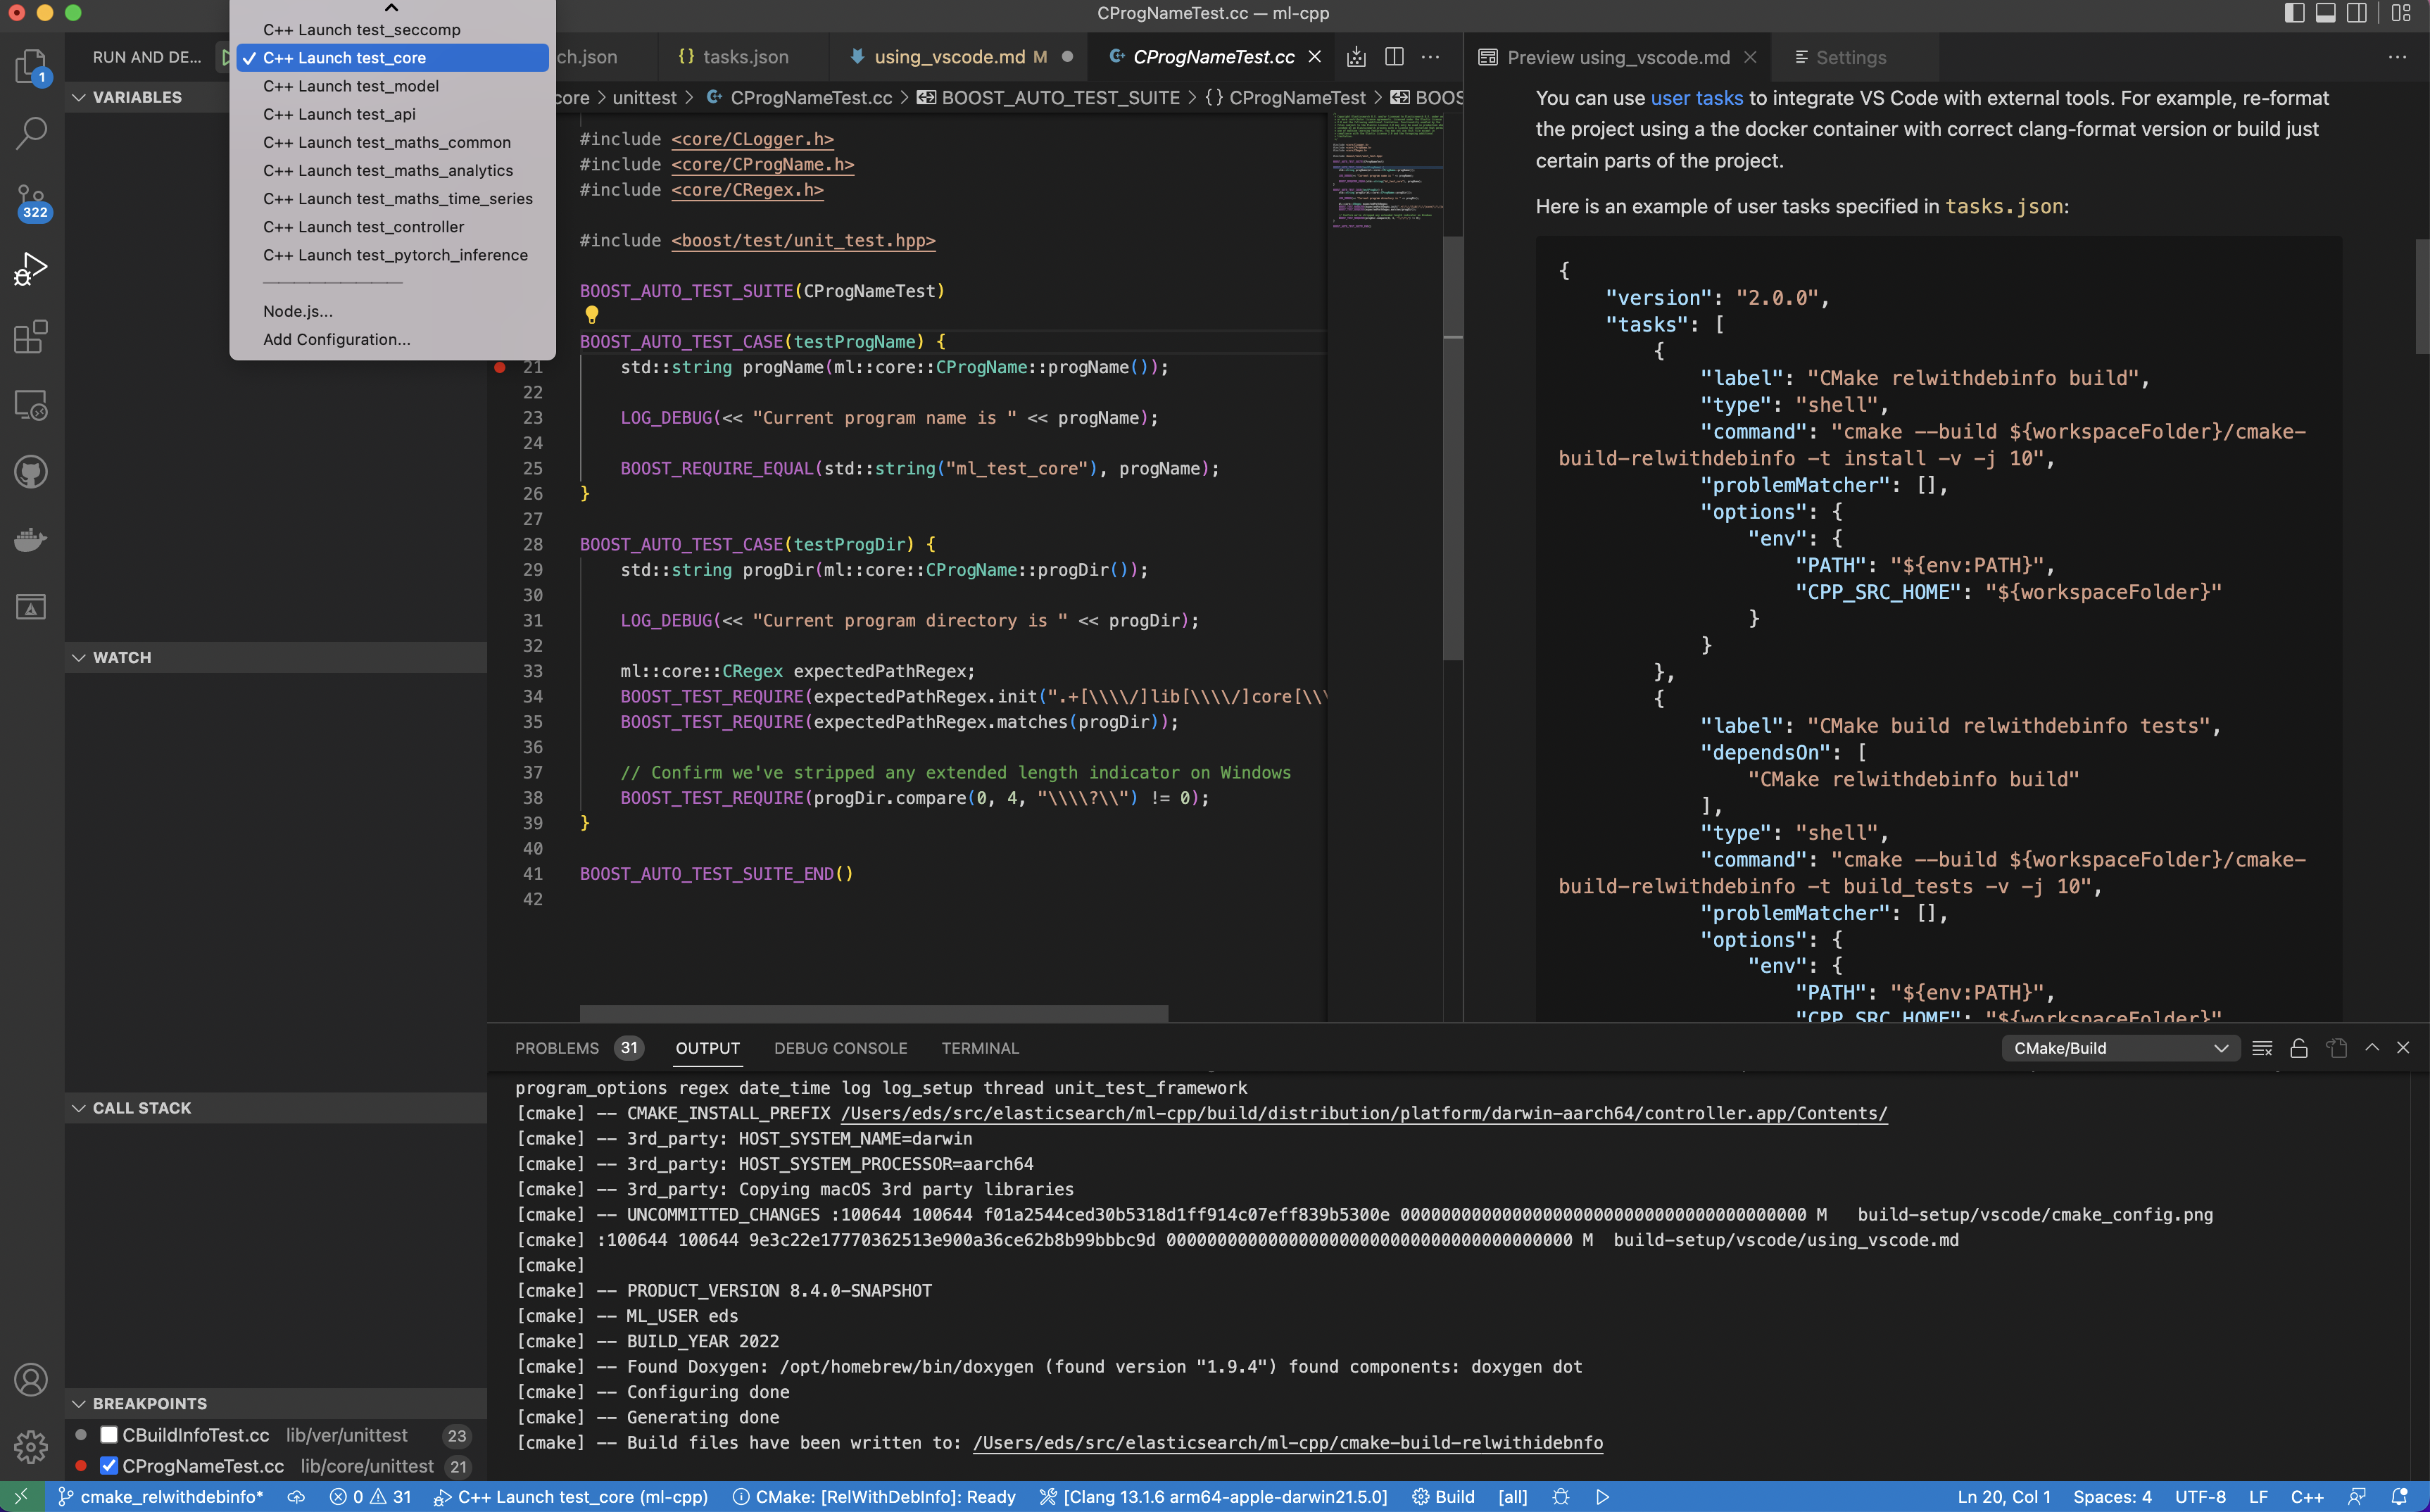 CProgNameTest.cc — ml-cpp
RUN AND DE...
C++ Launch test_seccomp
C++ Launch test_core
C++ Launch test_model
C++ Launch test_api
C++ Launch test_maths_common
C++ Launch test_maths_analytics
C++ Launch test_maths_time_series
C++ Launch test_controller
C++ Launch test_pytorch_inference
Node.js...
Add Configuration...
1
322
VARIABLES
WATCH
CALL STACK
BREAKPOINTS
CBuildInfoTest.cc lib/ver/unittest 23
CProgNameTest.cc lib/core/unittest 21
ch.json
{} tasks.json
using_vscode.md M
CProgNameTest.cc
core > unittest > CProgNameTest.cc > BOOST_AUTO_TEST_SUITE > {} CProgNameTest > BOOS
#include <core/CLogger.h>
#include <core/CProgName.h>
#include <core/CRegex.h>
#include <boost/test/unit_test.hpp>
BOOST_AUTO_TEST_SUITE(CProgNameTest)
BOOST_AUTO_TEST_CASE(testProgName) {
21 std::string progName(ml::core::CProgName::progName());
22
23 LOG_DEBUG(<< "Current program name is " << progName);
24
25 BOOST_REQUIRE_EQUAL(std::string("ml_test_core"), progName);
26 }
27
28 BOOST_AUTO_TEST_CASE(testProgDir) {
29 std::string progDir(ml::core::CProgName::progDir());
30
31 LOG_DEBUG(<< "Current program directory is " << progDir);
32
33 ml::core::CRegex expectedPathRegex;
34 BOOST_TEST_REQUIRE(expectedPathRegex.init(".+[\\\\/]lib[\\\\/]core[\\\
35 BOOST_TEST_REQUIRE(expectedPathRegex.matches(progDir));
36
37 // Confirm we've stripped any extended length indicator on Windows
38 BOOST_TEST_REQUIRE(progDir.compare(0, 4, "\\\\?\\") != 0);
39 }
40
41 BOOST_AUTO_TEST_SUITE_END()
42
Preview using_vscode.md
Settings
You can use user tasks to integrate VS Code with external tools. For example, re-format
the project using a the docker container with correct clang-format version or build just
certain parts of the project.
Here is an example of user tasks specified in tasks.json:
{
"version": "2.0.0",
"tasks": [
{
"label": "CMake relwithdebinfo build",
"type": "shell",
"command": "cmake --build ${workspaceFolder}/cmake-
build-relwithdebinfo -t install -v -j 10",
"problemMatcher": [],
"options": {
"env": {
"PATH": "${env:PATH}",
"CPP_SRC_HOME": "${workspaceFolder}"
}
}
},
{
"label": "CMake build relwithdebinfo tests",
"dependsOn": [
"CMake relwithdebinfo build"
],
"type": "shell",
"command": "cmake --build ${workspaceFolder}/cmake-
build-relwithdebinfo -t build_tests -v -j 10",
"problemMatcher": [],
"options": {
"env": {
"PATH": "${env:PATH}",
"CPP_SRC_HOME": "${workspaceFolder}"
PROBLEMS 31 OUTPUT DEBUG CONSOLE TERMINAL
CMake/Build
program_options regex date_time log log_setup thread unit_test_framework
[cmake] -- CMAKE_INSTALL_PREFIX /Users/eds/src/elasticsearch/ml-cpp/build/distribution/platform/darwin-aarch64/controller.app/Contents/
[cmake] -- 3rd_party: HOST_SYSTEM_NAME=darwin
[cmake] -- 3rd_party: HOST_SYSTEM_PROCESSOR=aarch64
[cmake] -- 3rd_party: Copying macOS 3rd party libraries
[cmake] -- UNCOMMITTED_CHANGES :100644 100644 f01a2544ced30b5318d1ff914c07eff839b5300e 0000000000000000000000000000000000000000 M build-setup/vscode/cmake_config.png
[cmake] :100644 100644 9e3c22e17770362513e900a36ce62b8b99bbbc9d 0000000000000000000000000000000000000000 M build-setup/vscode/using_vscode.md
[cmake]
[cmake] -- PRODUCT_VERSION 8.4.0-SNAPSHOT
[cmake] -- ML_USER eds
[cmake] -- BUILD_YEAR 2022
[cmake] -- Found Doxygen: /opt/homebrew/bin/doxygen (found version "1.9.4") found components: doxygen dot
[cmake] -- Configuring done
[cmake] -- Generating done
[cmake] -- Build files have been written to: /Users/eds/src/elasticsearch/ml-cpp/cmake-build-relwithidebnfo
cmake_relwithdebinfo* 0 31 C++ Launch test_core (ml-cpp) CMake: [RelWithDebInfo]: Ready [Clang 13.1.6 arm64-apple-darwin21.5.0] Build [all] Ln 20, Col 1 Spaces: 4 UTF-8 LF C++